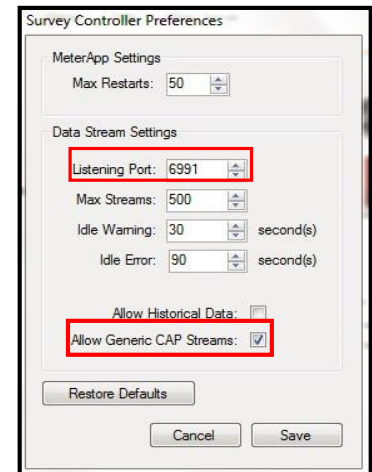 Survey Controller Preferences
MeterApp Settings
Max Restarts: 50
Data Stream Settings
Listening Port: 6991
Max Streams: 500
Idle Warning: 30 second(s)
Idle Error: 90 second(s)
Allow Historical Data:
Allow Generic CAP Streams:
Restore Defaults
Cancel Save